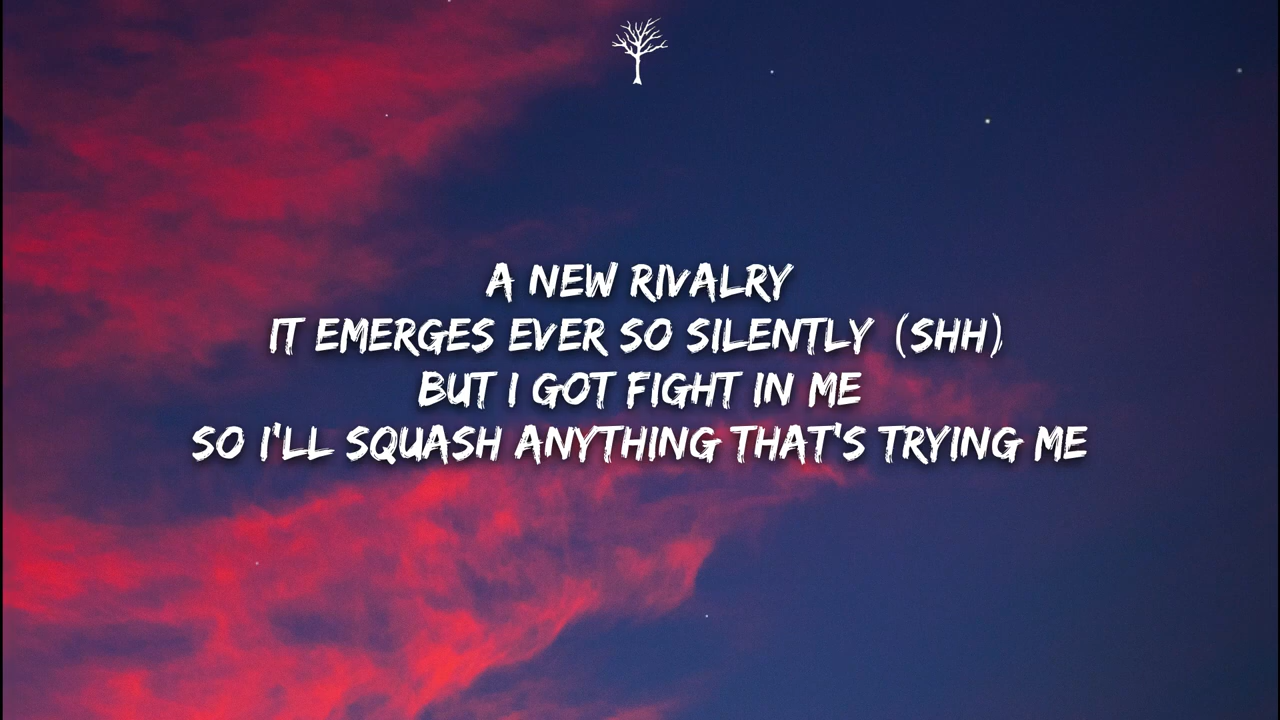 A NEW RIVALRY
IT EMERGES EVER SO SILENTLY (SHH)
BUT I GOT FIGHT IN ME
SO I'LL SQUASH ANYTHING THAT'S TRYING ME